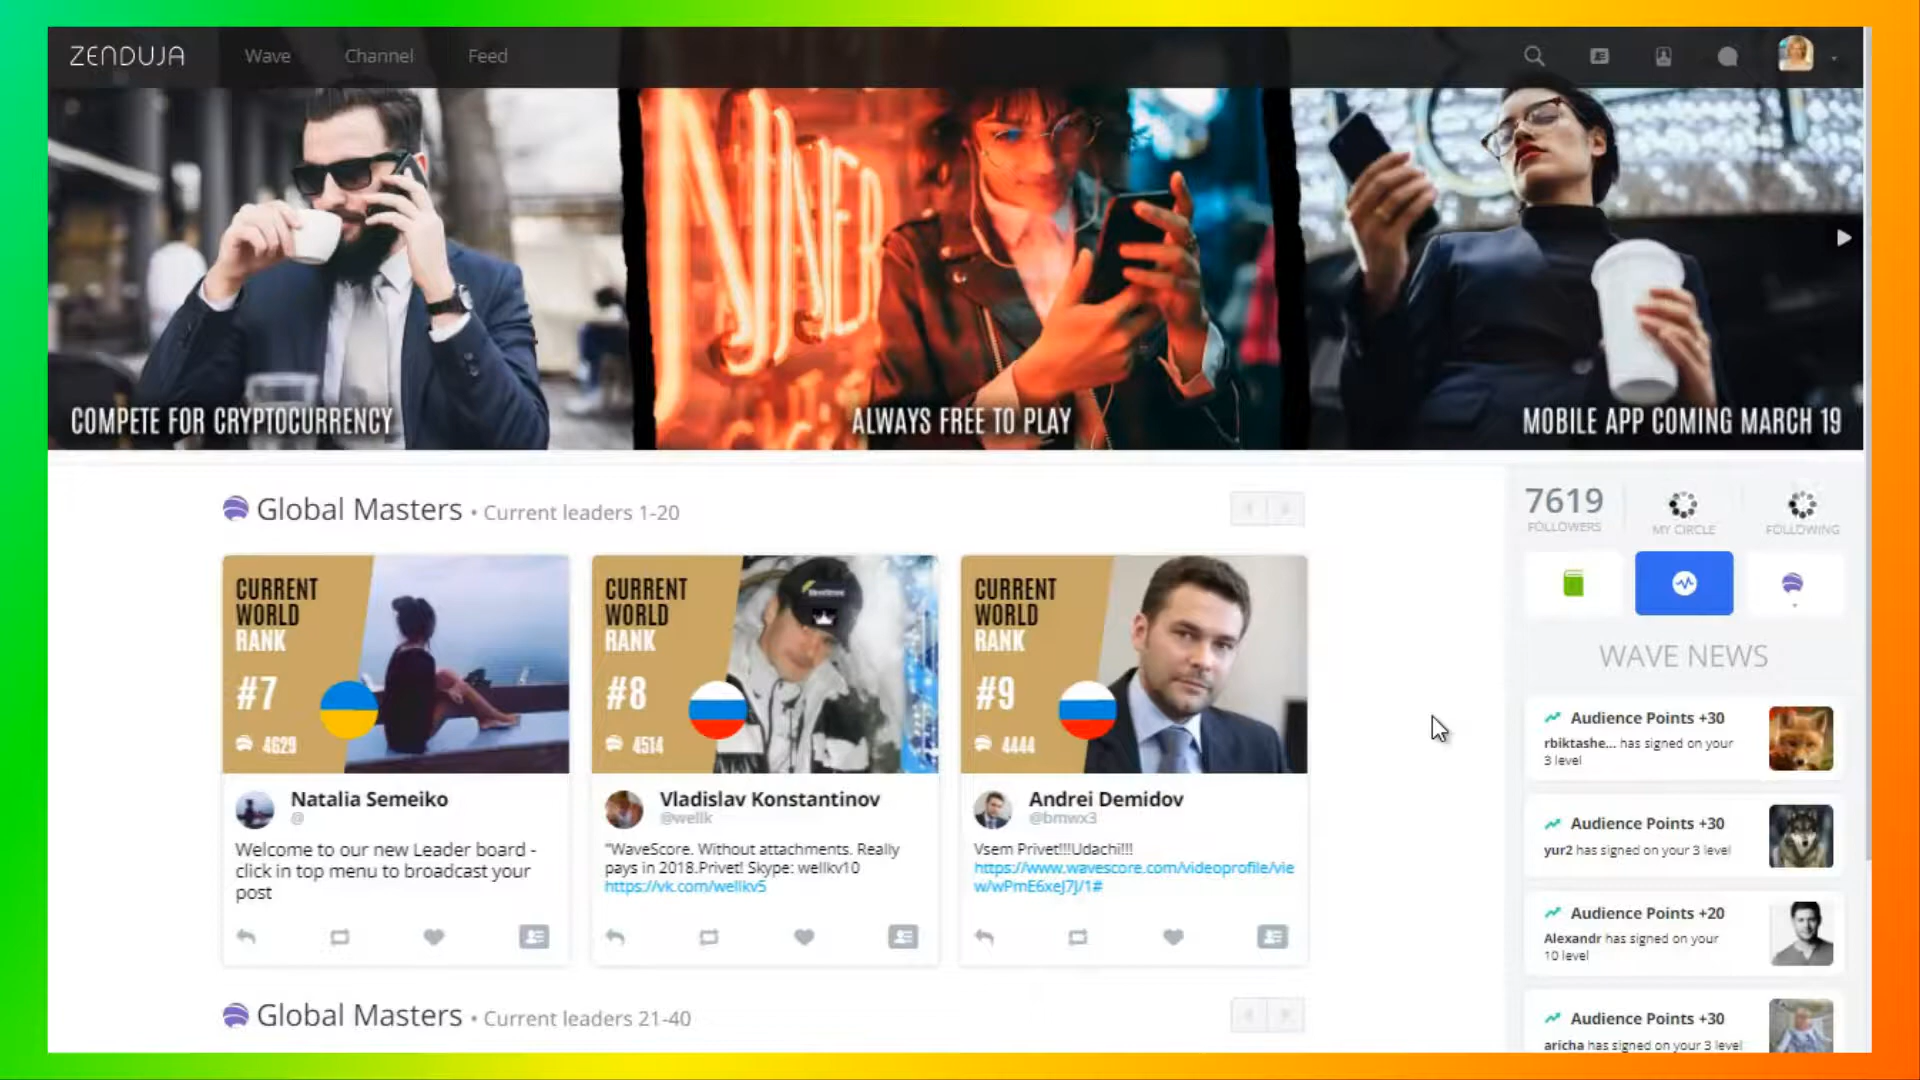 ZENDUJA
Wave
Channel
Feed
COMPETE FOR CRYPTOCURRENCY
ALWAYS FREE TO PLAY
MOBILE APP COMING MARCH 19
Global Masters • Current leaders 1-20
CURRENT
WORLD
RANK
#7
4629
Natalia Semeiko
@
Welcome to our new Leader board -
click in top menu to broadcast your
post
CURRENT
WORLD
RANK
#8
4514
Vladislav Konstantinov
@wellk
"WaveScore. Without attachments. Really
pays in 2018.Privet! Skype: wellkv10
https://vk.com/wellkv5
CURRENT
WORLD
RANK
#9
4444
Andrei Demidov
@bmwx3
Vsem Privet!!!Udachi!!!
https://www.wavescore.com/videoprofile/vie
w/wPmE6xeJ7J/1#
Global Masters • Current leaders 21-40
7619
FOLLOWERS
MY CIRCLE
FOLLOWING
WAVE NEWS
Audience Points +30
rbiktashe... has signed on your
3 level
Audience Points +30
yur2 has signed on your 3 level
Audience Points +20
Alexandr has signed on your
10 level
Audience Points +30
aricha has signed on your 3 level